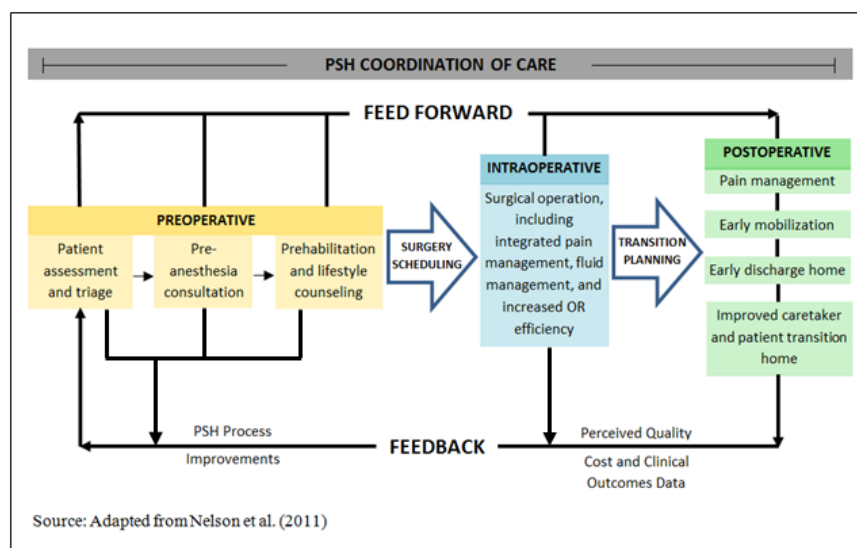 PSH COORDINATION OF CARE
FEED FORWARD
PREOPERATIVE
Patient
assessment
and triage
Pre-
anesthesia
consultation
Prehabilitation
and lifestyle
counseling
SURGERY
SCHEDULING
INTRAOPERATIVE
Surgical operation,
including
integrated pain
management, fluid
management, and
increased OR
efficiency
TRANSITION
PLANNING
POSTOPERATIVE
Pain management
Early mobilization
Early discharge home
Improved caretaker
and patient transition
home
PSH Process
Improvements
FEEDBACK
Perceived Quality
Cost and Clinical
Outcomes Data
Source: Adapted from Nelson et al. (2011)